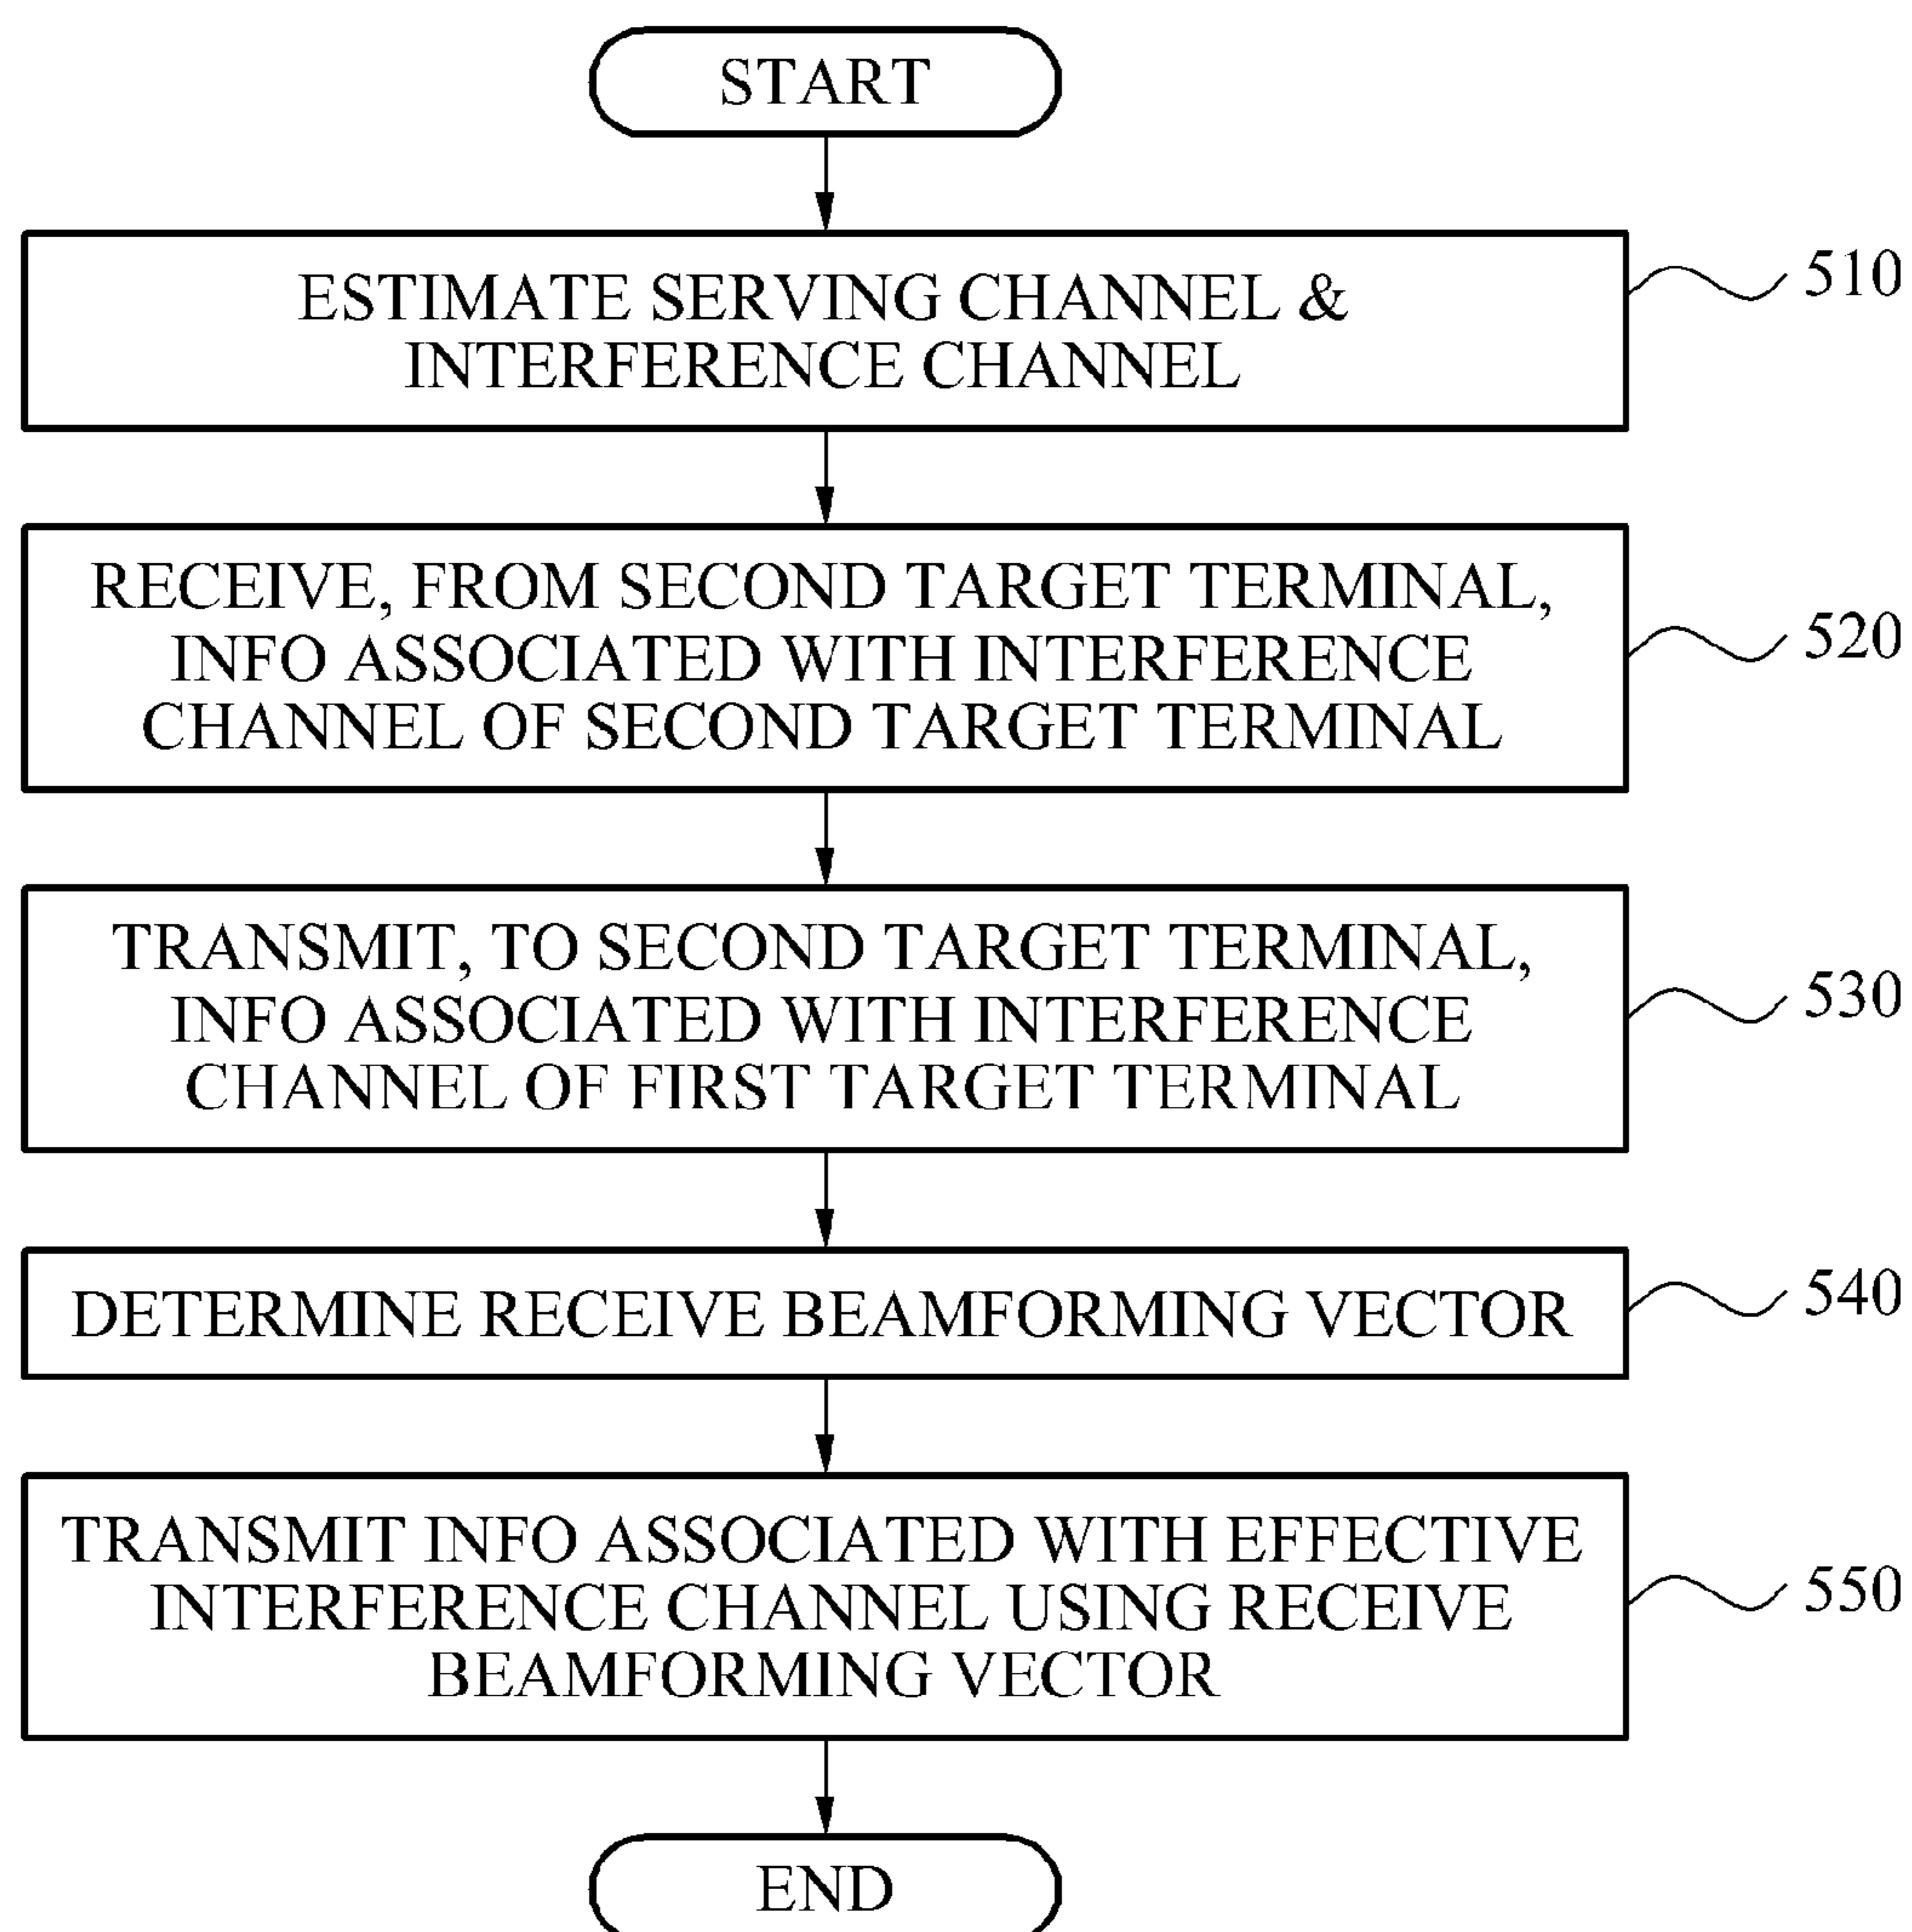 START
ESTIMATE SERVING CHANNEL &
INTERFERENCE CHANNEL
510
RECEIVE, FROM SECOND TARGET TERMINAL,
INFO ASSOCIATED WITH INTERFERENCE
CHANNEL OF SECOND TARGET TERMINAL
520
TRANSMIT, TO SECOND TARGET TERMINAL,
INFO ASSOCIATED WITH INTERFERENCE
CHANNEL OF FIRST TARGET TERMINAL
530
DETERMINE RECEIVE BEAMFORMING VECTOR
540
TRANSMIT INFO ASSOCIATED WITH EFFECTIVE
INTERFERENCE CHANNEL USING RECEIVE
BEAMFORMING VECTOR
550
END